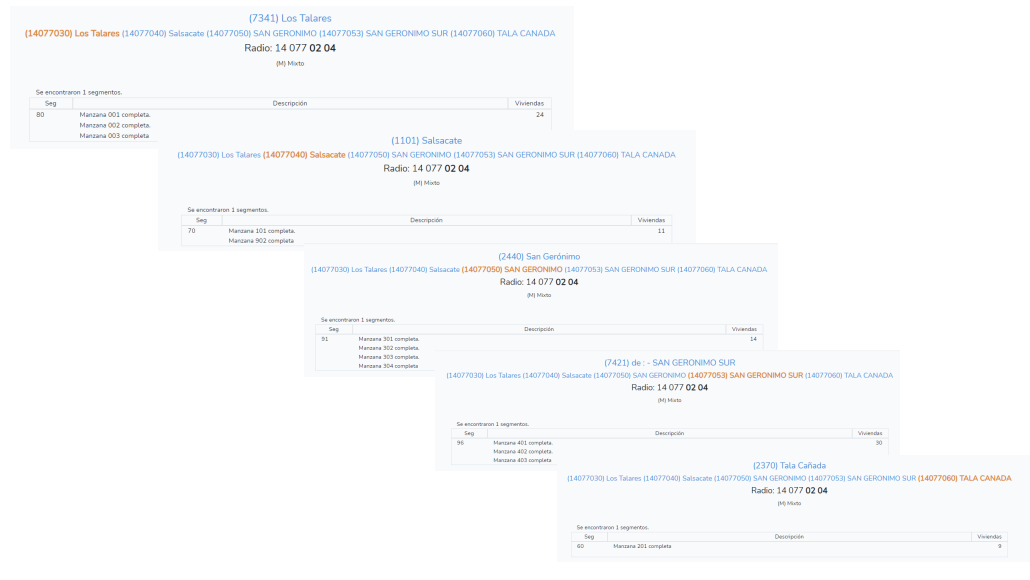 (7341) Los Talares
(14077030) Los Talares (14077040) Salsacate (14077050) SAN GERONIMO (14077053) SAN GERONIMO SUR (14077060) TALA CANADA
Radio: 14 077 02 04
(M) Mixto
Se encontraron 1 segmentos.
Seg Descripción Viviendas
80 Manzana 001 completa. 24
Manzana 002 completa.
Manzana 003 completa
(1101) Salsacate
(14077030) Los Talares (14077040) Salsacate (14077050) SAN GERONIMO (14077053) SAN GERONIMO SUR (14077060) TALA CANADA
Radio: 14 077 02 04
(M) Mixto
Se encontraron 1 segmentos.
Seg Descripción Viviendas
70 Manzana 101 completa. 11
Manzana 902 completa
(2440) San Gerónimo
(14077030) Los Talares (14077040) Salsacate (14077050) SAN GERONIMO (14077053) SAN GERONIMO SUR (14077060) TALA CANADA
Radio: 14 077 02 04
(M) Mixto
Se encontraron 1 segmentos.
Seg Descripción Viviendas
91 Manzana 301 completa. 14
Manzana 302 completa.
Manzana 303 completa.
Manzana 304 completa
(7421) de : - SAN GERONIMO SUR
(14077030) Los Talares (14077040) Salsacate (14077050) SAN GERONIMO (14077053) SAN GERONIMO SUR (14077060) TALA CANADA
Radio: 14 077 02 04
(M) Mixto
Se encontraron 1 segmentos.
Seg Descripción Viviendas
96 Manzana 401 completa. 30
Manzana 402 completa.
Manzana 403 completa
(2370) Tala Cañada
(14077030) Los Talares (14077040) Salsacate (14077050) SAN GERONIMO (14077053) SAN GERONIMO SUR (14077060) TALA CANADA
Radio: 14 077 02 04
(M) Mixto
Se encontraron 1 segmentos.
Seg Descripción Viviendas
60 Manzana 201 completa 9